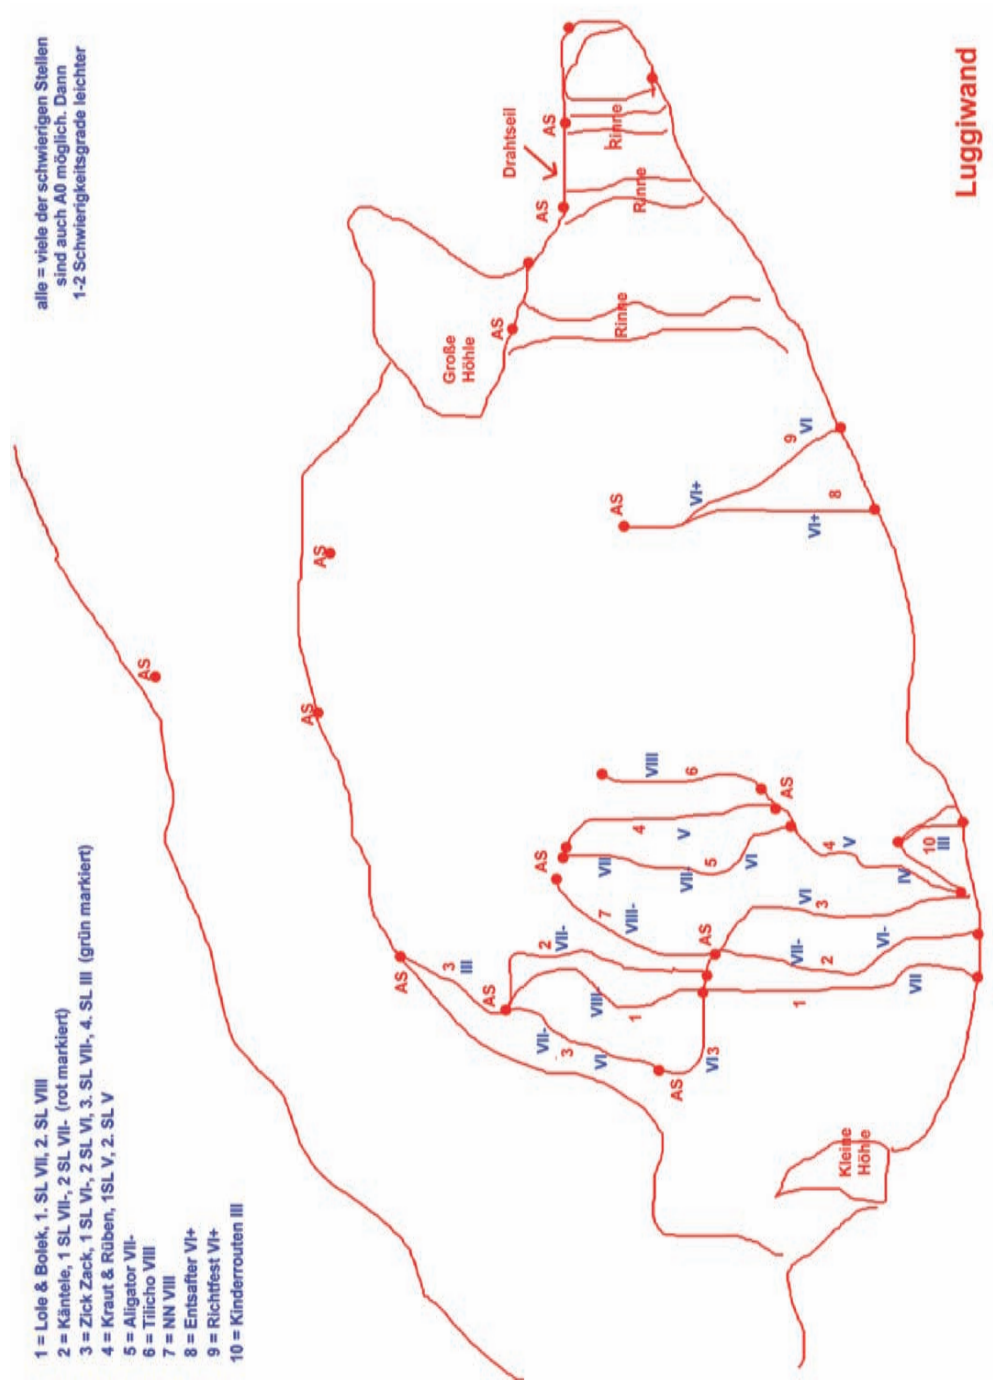 1 = Lole & Bolek, 1. SL VII, 2. SL VIII
2 = Käntele, 1 SL VII-, 2 SL VII- (rot markiert)
3 = Zick Zack, 1 SL VI-, 2 SL VI, 3. SL VII-, 4. SL III (grün markiert)
4 = Kraut & Rüben, 1SL V, 2. SL V
5 = Aligator VII-
6 = Tilicho VIII
7 = NN VIII
8 = Entsafter VI+
9 = Richtfest VI+
10 = Kinderrouten III
alle = viele der schwierigen Stellen
sind auch A0 möglich. Dann
1-2 Schwierigkeitsgrade leichter
AS
AS
AS
AS
3
III
Große
Höhle
AS
AS
Drahtseil
AS
AS
AS
2
VII-
VII-
3
VIII-
VI
VII
7
AS
Rinne
Rinne
Rinne
VIII-
1
4
VIII
AS
V
VII-
6
VI+
AS
VI
3
5
VII-
VI
AS
9
1
VI
VI
VI+
3
2
4
8
V
Kleine
Höhle
VI-
IV
VII
10
III
Luggiwand